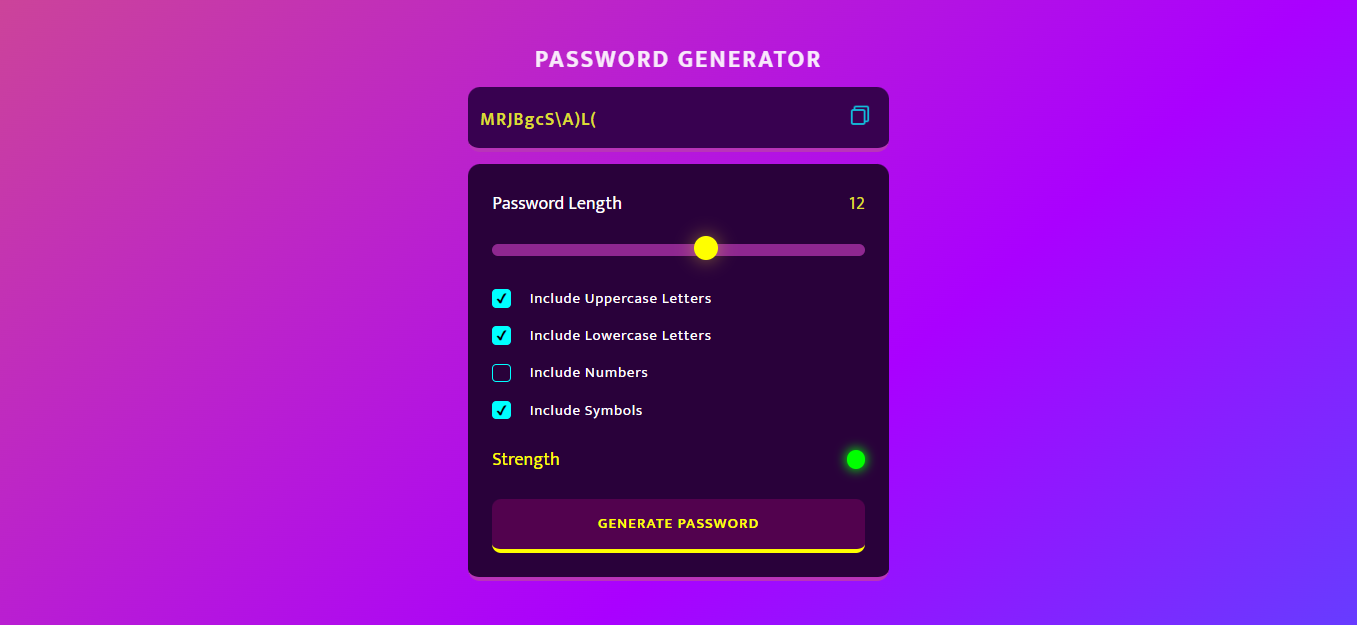 PASSWORD GENERATOR
MRJBgcS\A)L(
Password Length 12
Include Uppercase Letters
Include Lowercase Letters
Include Numbers
Include Symbols
Strength
GENERATE PASSWORD